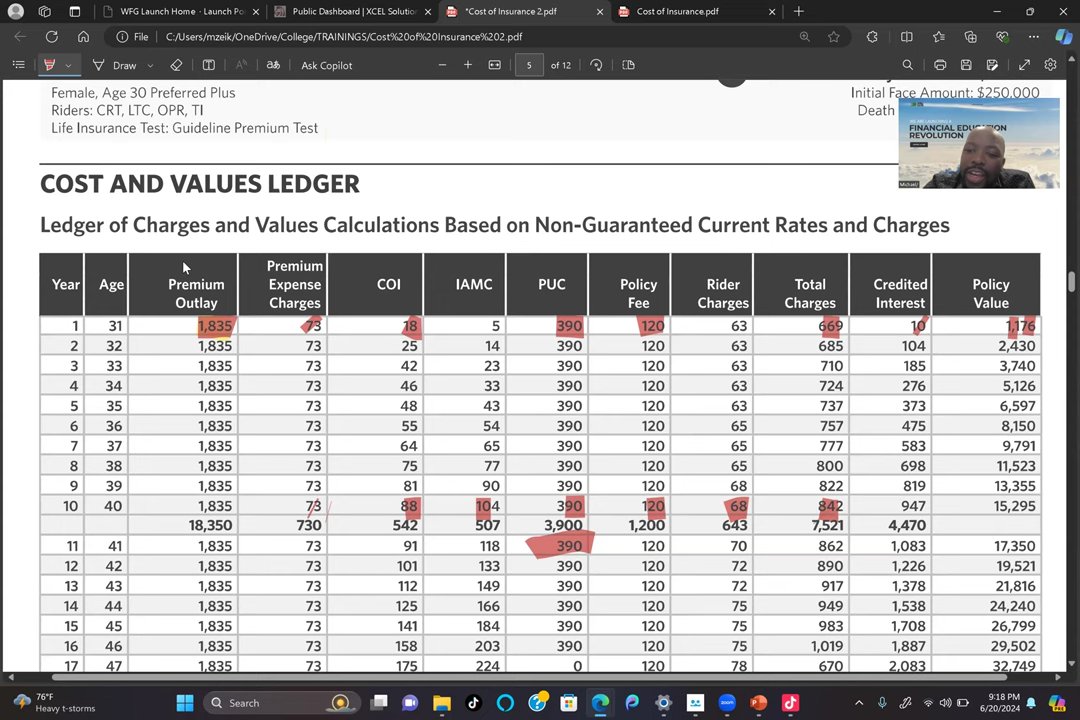 WFG Launch Home - Launch Po
Public Dashboard | XCEL Solution
*Cost of Insurance 2.pdf
Cost of Insurance.pdf
File C:/Users/mzeik/OneDrive/College/TRAININGS/Cost%20of%20Insurance%202.pdf
Draw Ask Copilot 5 of 12
Female, Age 30 Preferred Plus
Riders: CRT, LTC, OPR, TI
Life Insurance Test: Guideline Premium Test
Initial Face Amount: $250,000
Death
FINANCIAL EDUCATION
REVOLUTION
COST AND VALUES LEDGER
Ledger of Charges and Values Calculations Based on Non-Guaranteed Current Rates and Charges
Year Age Premium Outlay Premium Expense Charges COI IAMC PUC Policy Fee Rider Charges Total Charges Credited Interest Policy Value
1 31 1,835 73 18 5 390 120 63 669 10 1,176
2 32 1,835 73 25 14 390 120 63 685 104 2,430
3 33 1,835 73 42 23 390 120 63 710 185 3,740
4 34 1,835 73 46 33 390 120 63 724 276 5,126
5 35 1,835 73 48 43 390 120 63 737 373 6,597
6 36 1,835 73 55 54 390 120 65 757 475 8,150
7 37 1,835 73 64 65 390 120 65 777 583 9,791
8 38 1,835 73 75 77 390 120 65 800 698 11,523
9 39 1,835 73 81 90 390 120 68 822 819 13,355
10 40 1,835 73 88 104 390 120 68 842 947 15,295
18,350 730 542 507 3,900 1,200 643 7,521 4,470
11 41 1,835 73 91 118 390 120 70 862 1,083 17,350
12 42 1,835 73 101 133 390 120 72 890 1,226 19,521
13 43 1,835 73 112 149 390 120 72 917 1,378 21,816
14 44 1,835 73 125 166 390 120 75 949 1,538 24,240
15 45 1,835 73 141 184 390 120 75 983 1,708 26,799
16 46 1,835 73 158 203 390 120 75 1,019 1,887 29,502
17 47 1,835 73 175 224 0 120 78 670 2,083 32,749
76°F
Heavy t-storms
Search
9:18 PM
6/20/2024